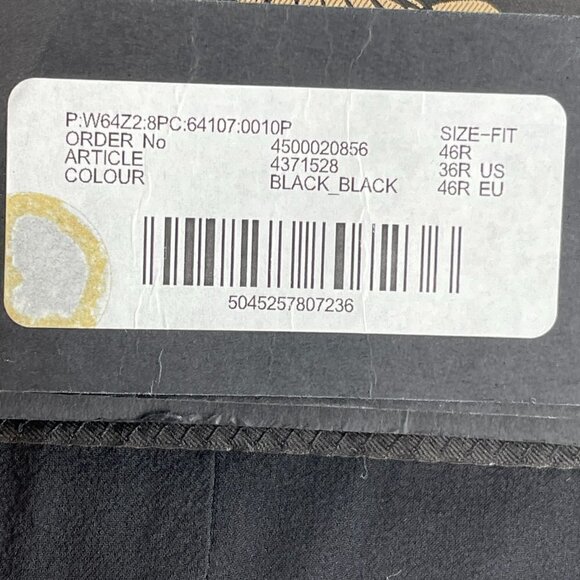 P:W64Z2:8PC:64107:0010P
ORDER No 4500020856
ARTICLE 4371528
COLOUR BLACK_BLACK
SIZE-FIT
46R
36R US
46R EU
5045257807236